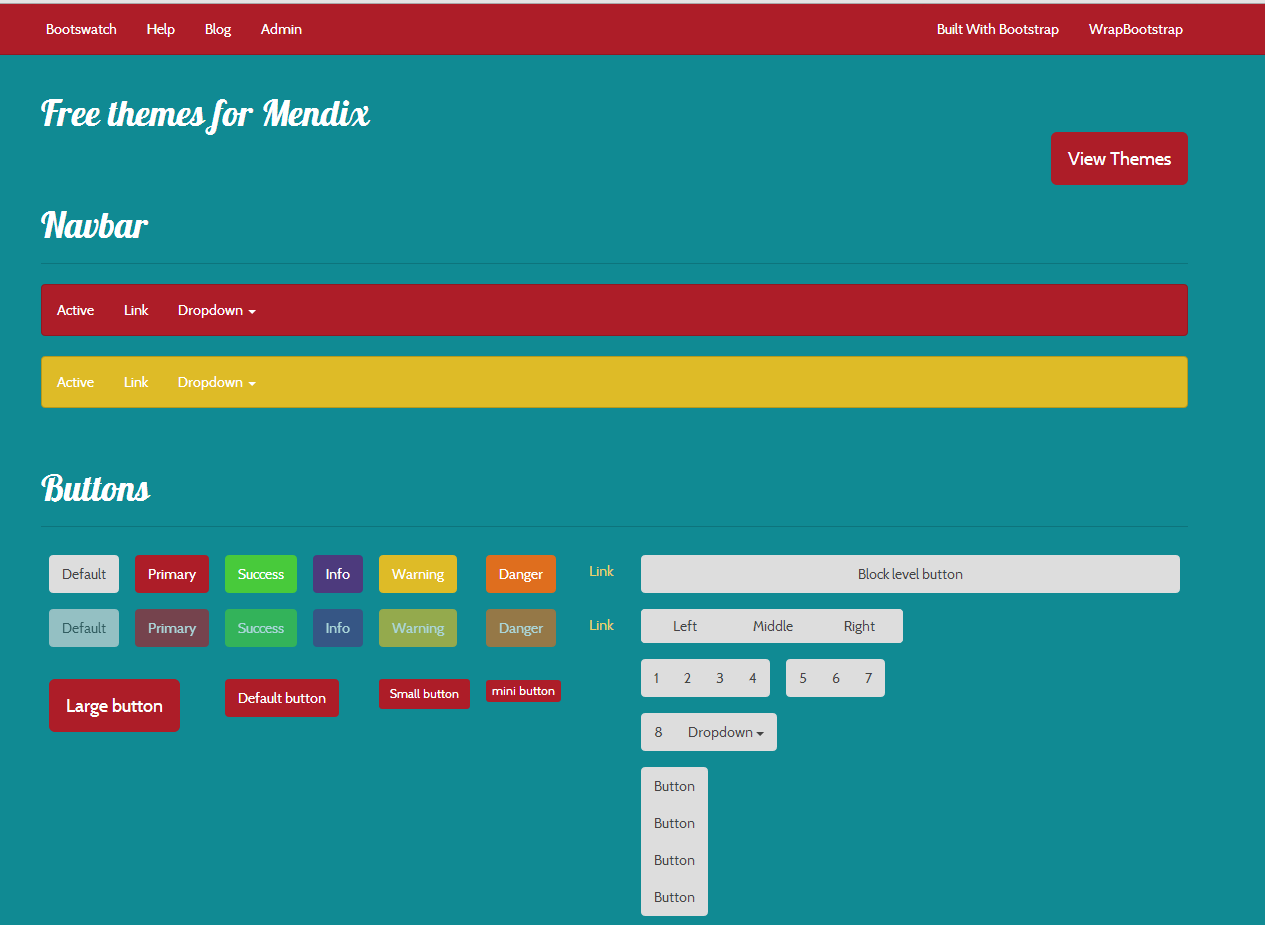 Bootswatch Help Blog Admin Built With Bootstrap WrapBootstrap
Free themes for Mendix
View Themes
Navbar
Active Link Dropdown
Active Link Dropdown
Buttons
Default Primary Success Info Warning Danger Link Block level button
Default Primary Success Info Warning Danger Link Left Middle Right
1 2 3 4 5 6 7
Large button Default button Small button mini button
8 Dropdown
Button
Button
Button
Button